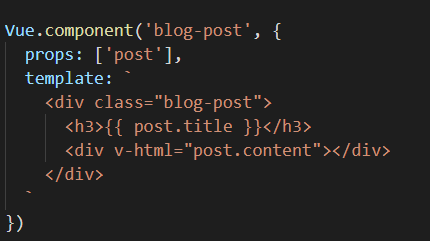 Vue.component('blog-post', {
  props: ['post'],
  template: `
    <div class="blog-post">
      <h3>{{ post.title }}</h3>
      <div v-html="post.content"></div>
    </div>
  `
})